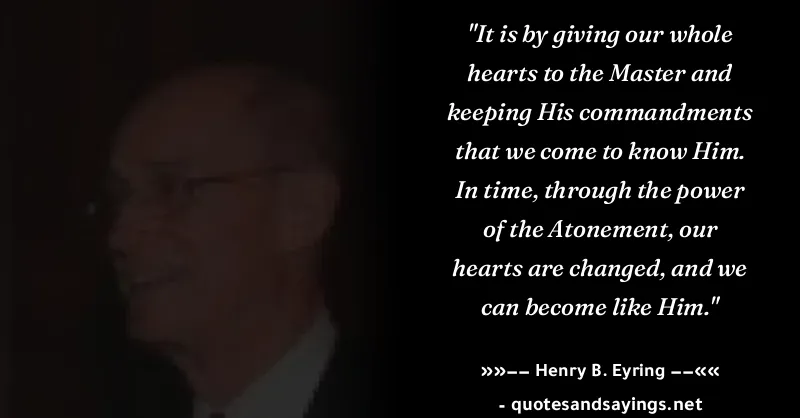 "It is by giving our whole
hearts to the Master and
keeping His commandments
that we come to know Him.
In time, through the power
of the Atonement, our
hearts are changed, and we
can become like Him."
»»−− Henry B. Eyring −−««
- quotesandsayings.net